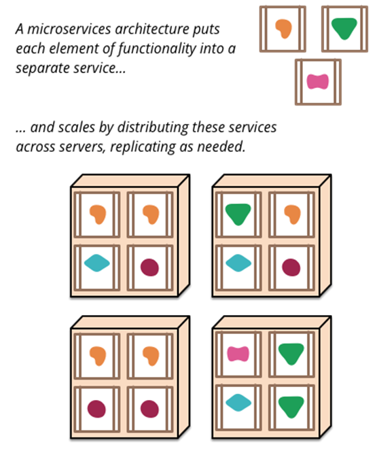 A microservices architecture puts
each element of functionality into a
separate service...
... and scales by distributing these services
across servers, replicating as needed.